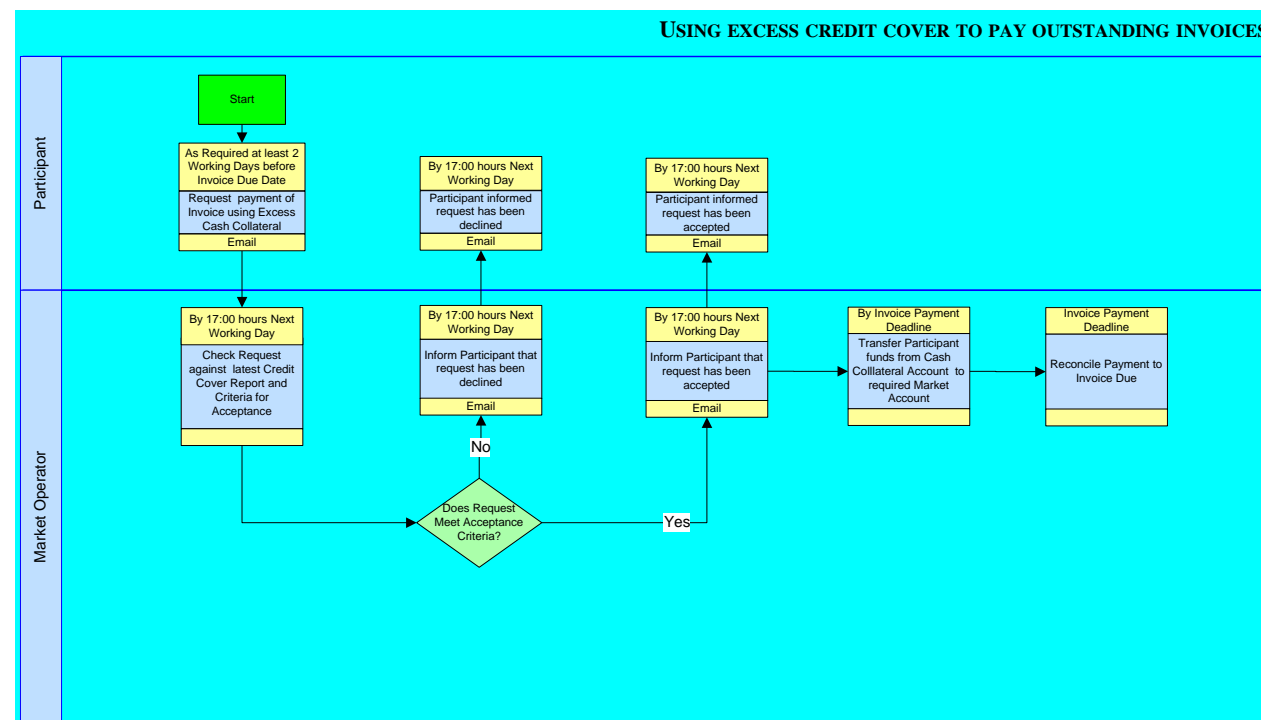 USING EXCESS CREDIT COVER TO PAY OUTSTANDING INVOICES
Participant
Start
As Required at least 2
Working Days before
Invoice Due Date
Request payment of
Invoice using Excess
Cash Collateral
Email
By 17:00 hours Next
Working Day
Participant informed
request has been
declined
Email
By 17:00 hours Next
Working Day
Participant informed
request has been
accepted
Email
Market Operator
By 17:00 hours Next
Working Day
Check Request
against latest Credit
Cover Report and
Criteria for
Acceptance
By 17:00 hours Next
Working Day
Inform Participant that
request has been
declined
Email
By 17:00 hours Next
Working Day
Inform Participant that
request has been
accepted
Email
By Invoice Payment
Deadline
Transfer Participant
funds from Cash
Colllateral Account to
required Market
Account
Invoice Payment
Deadline
Reconcile Payment to
Invoice Due
No
Does Request
Meet Acceptance
Criteria?
Yes